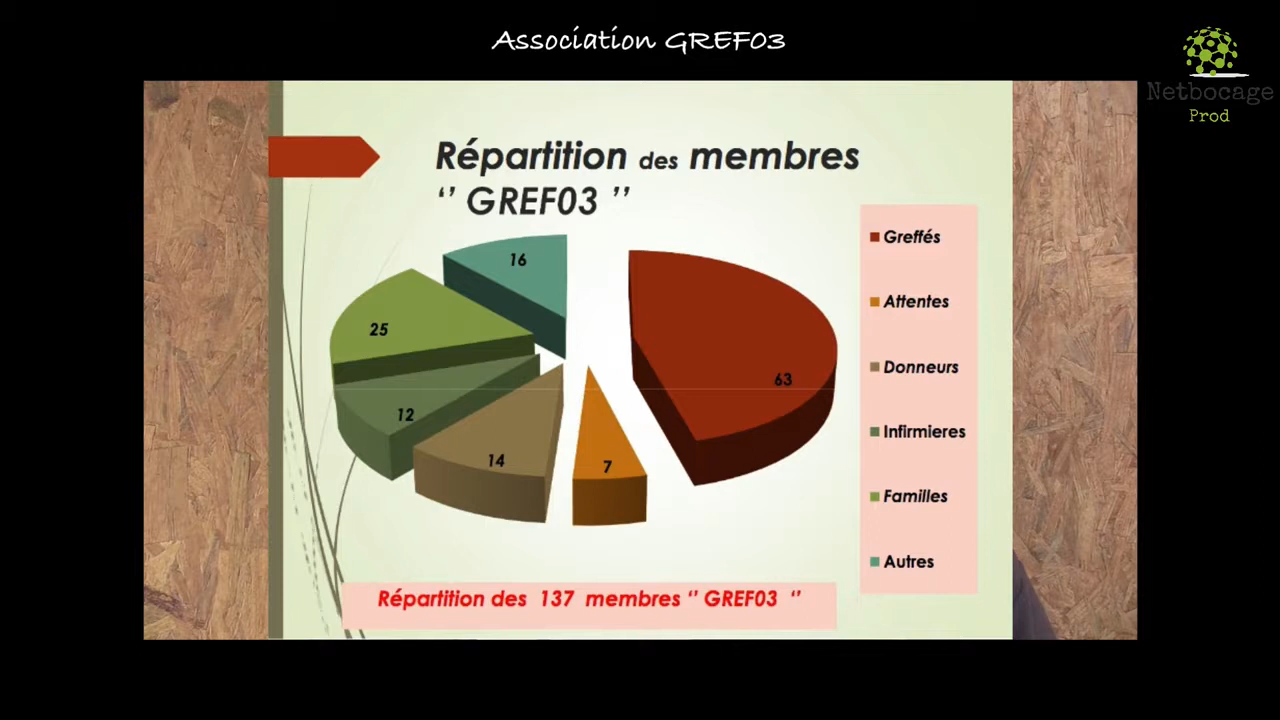 Association GREF03
Netbocage
Prod
Répartition des membres
‘’ GREF03 ’’
16
63
25
12
14
7
Greffés
Attentes
Donneurs
Infirmieres
Familles
Autres
Répartition des 137 membres ‘’ GREF03 ‘’